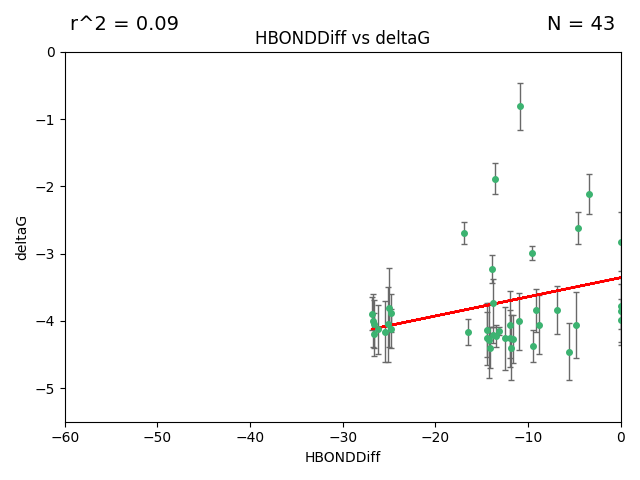 r^2 = 0.09
N = 43
HBONDDiff vs deltaG
0
−1
−2
−3
−4
−5
deltaG
−60
−50
−40
−30
−20
−10
0
HBONDDiff